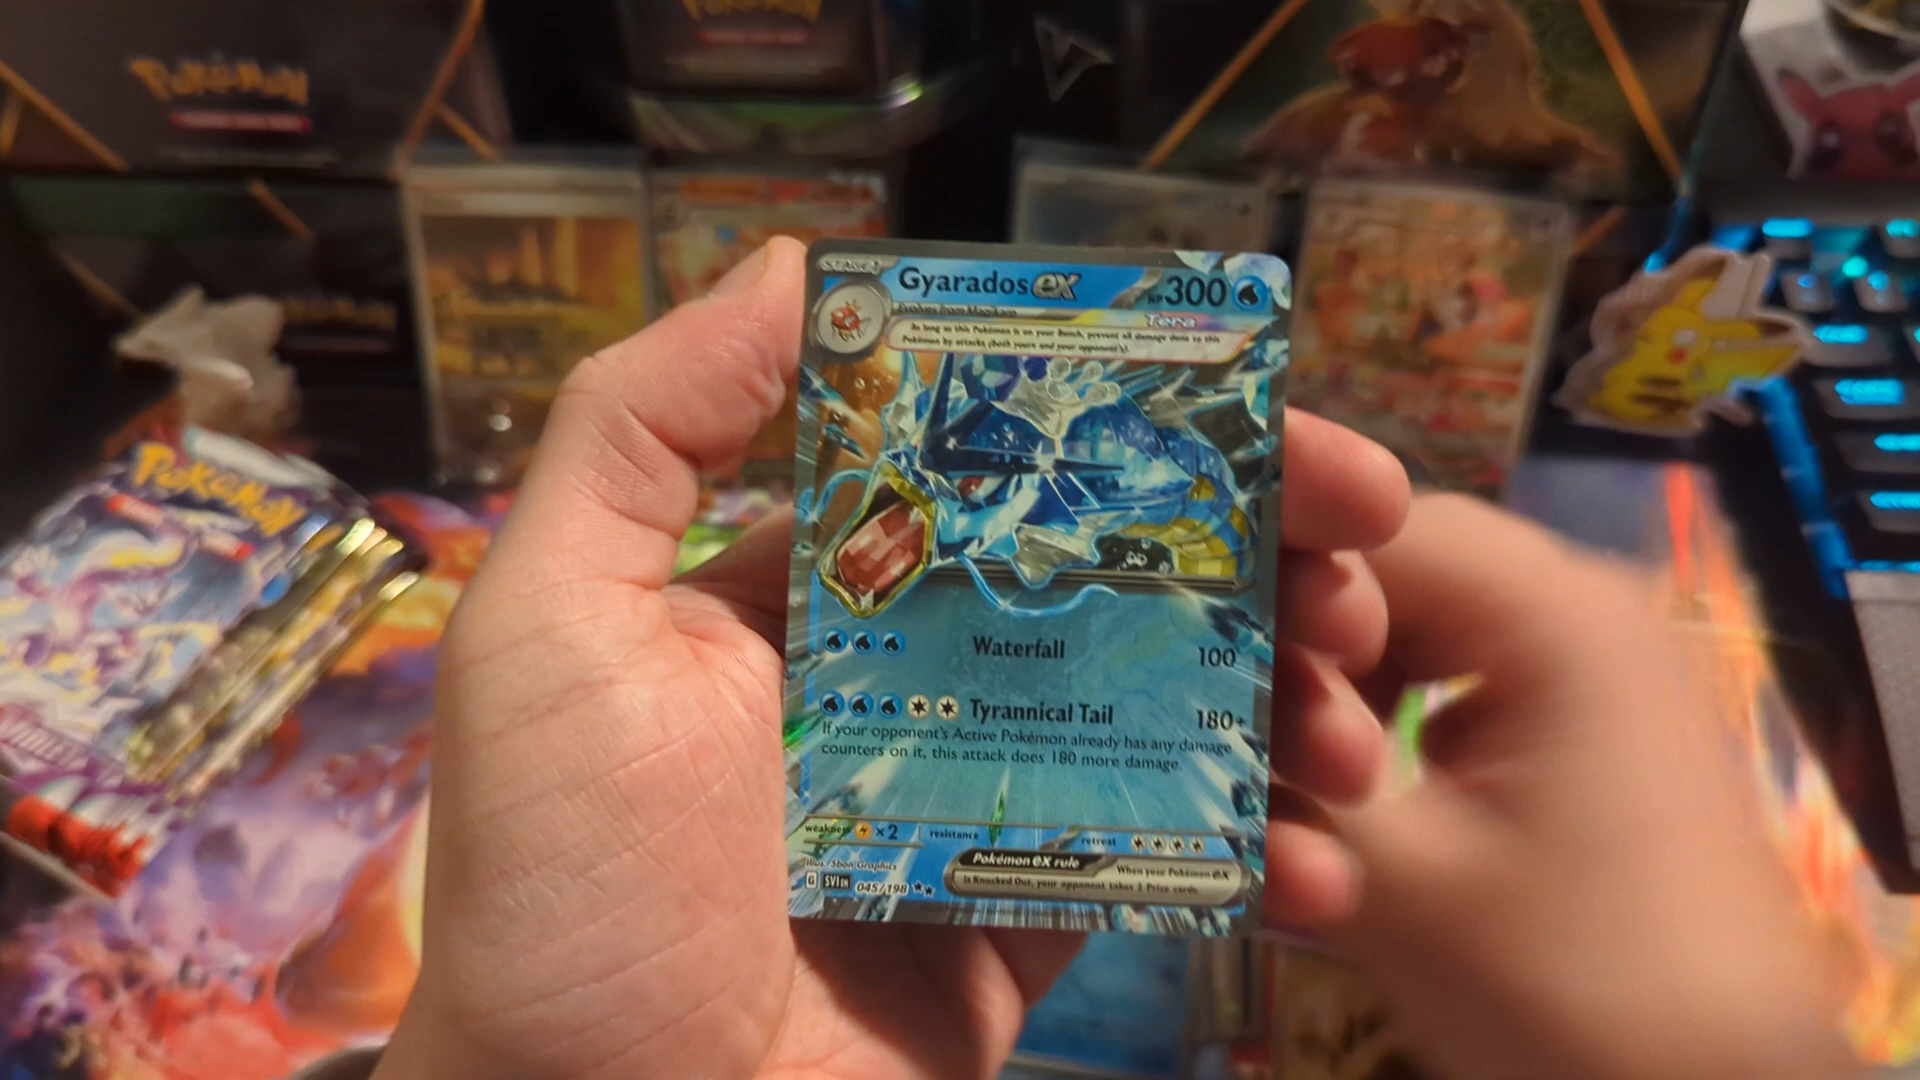 POKÉMON
POKÉMON
STAGE 1
Gyarados ex
HP 300
Evolves from Magikarp
Tera
As long as this Pokémon is on your Bench, prevent all damage done to this
Pokémon by attacks (both yours and your opponent's).
Waterfall
100
Tyrannical Tail
180+
If your opponent's Active Pokémon already has any damage
counters on it, this attack does 180 more damage.
weakness ×2
resistance
retreat
Illus. 5ban Graphics
Pokémon ex rule
When your Pokémon ex
is Knocked Out, your opponent takes 2 Prize cards.
G SVI EN 045/198